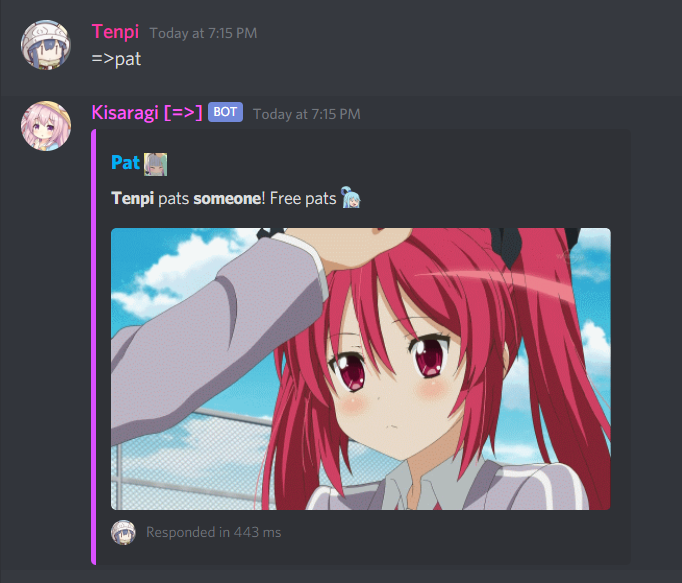 Tenpi Today at 7:15 PM
=>pat
Kisaragi [=>] BOT Today at 7:15 PM
Pat
Tenpi pats someone! Free pats
Responded in 443 ms